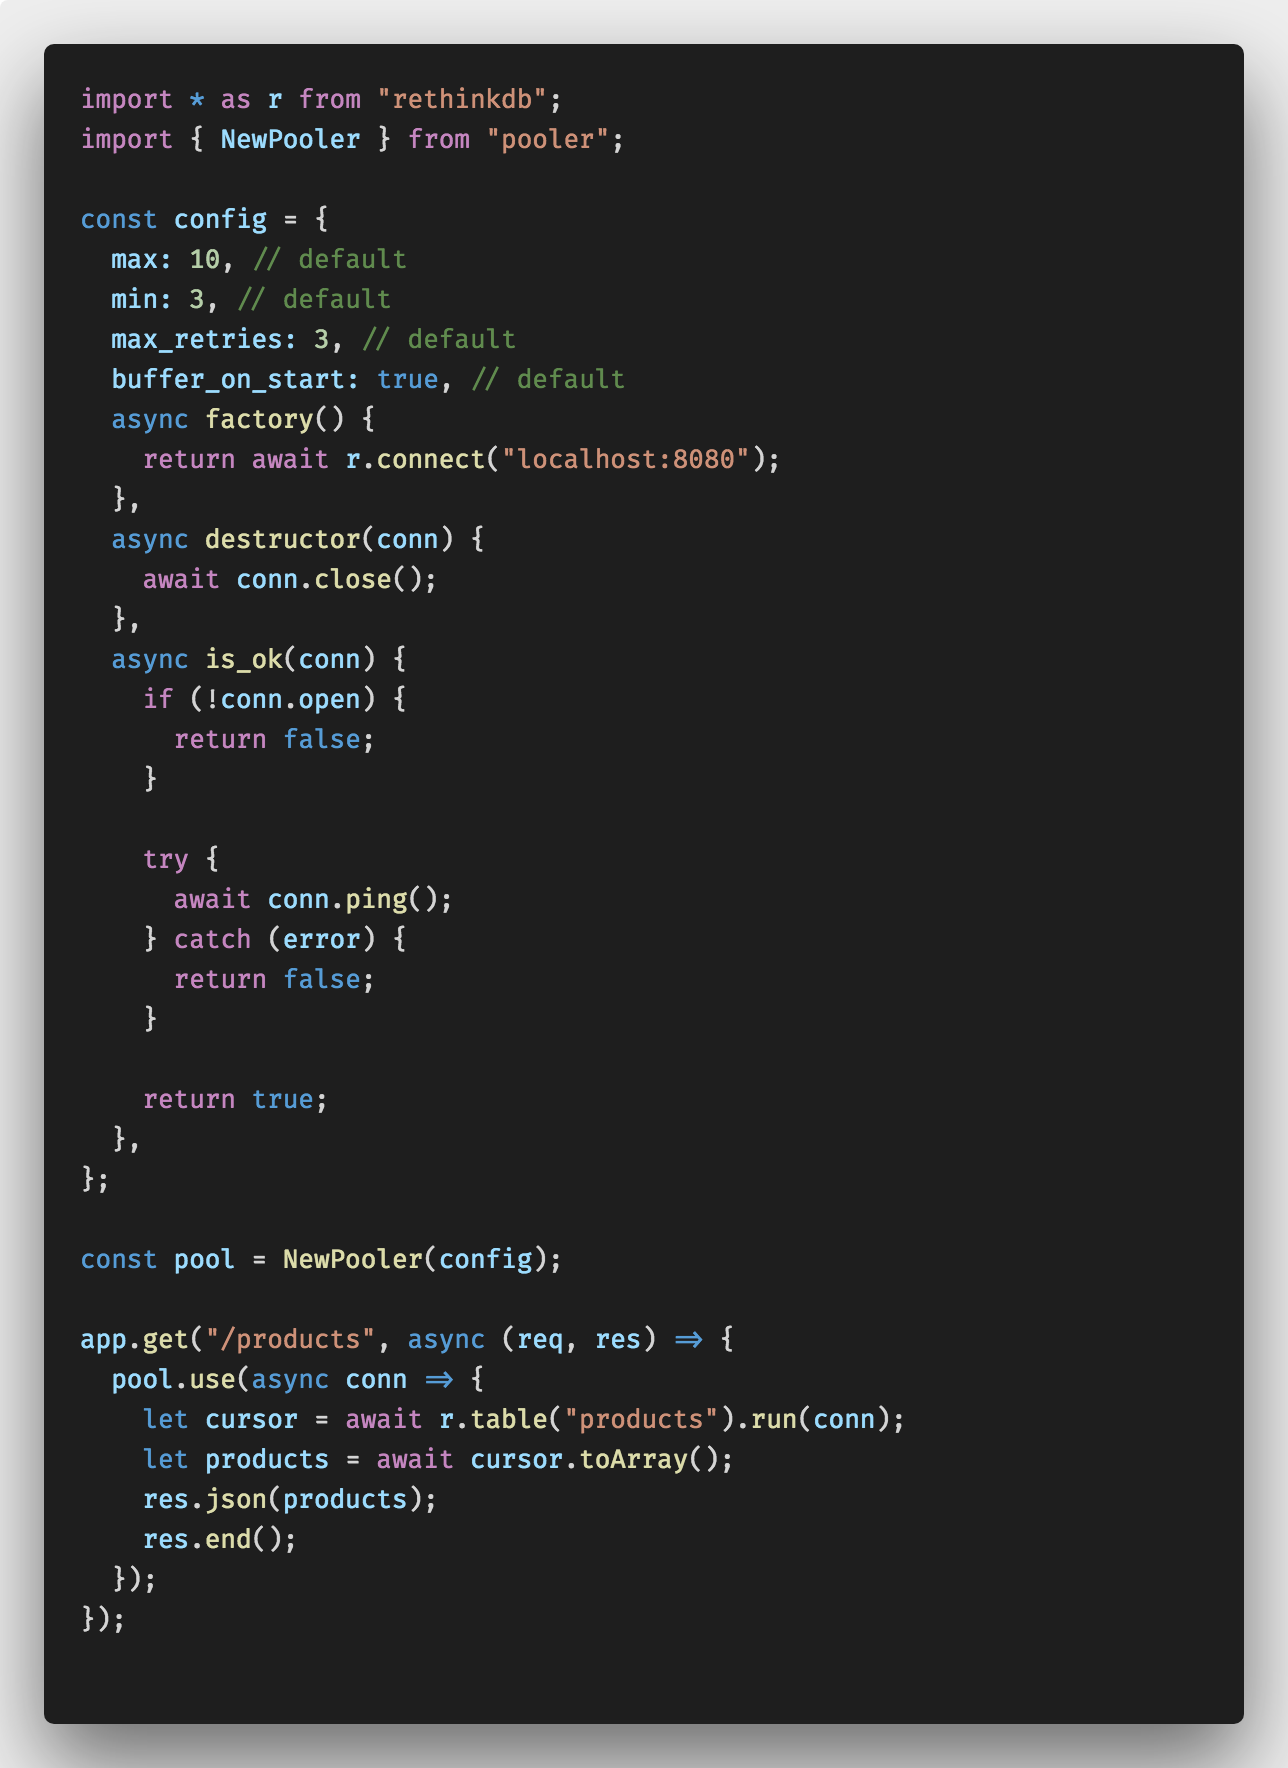 import * as r from "rethinkdb";
import { NewPooler } from "pooler";

const config = {
  max: 10, // default
  min: 3, // default
  max_retries: 3, // default
  buffer_on_start: true, // default
  async factory() {
    return await r.connect("localhost:8080");
  },
  async destructor(conn) {
    await conn.close();
  },
  async is_ok(conn) {
    if (!conn.open) {
      return false;
    }

    try {
      await conn.ping();
    } catch (error) {
      return false;
    }

    return true;
  },
};

const pool = NewPooler(config);

app.get("/products", async (req, res) => {
  pool.use(async conn => {
    let cursor = await r.table("products").run(conn);
    let products = await cursor.toArray();
    res.json(products);
    res.end();
  });
});